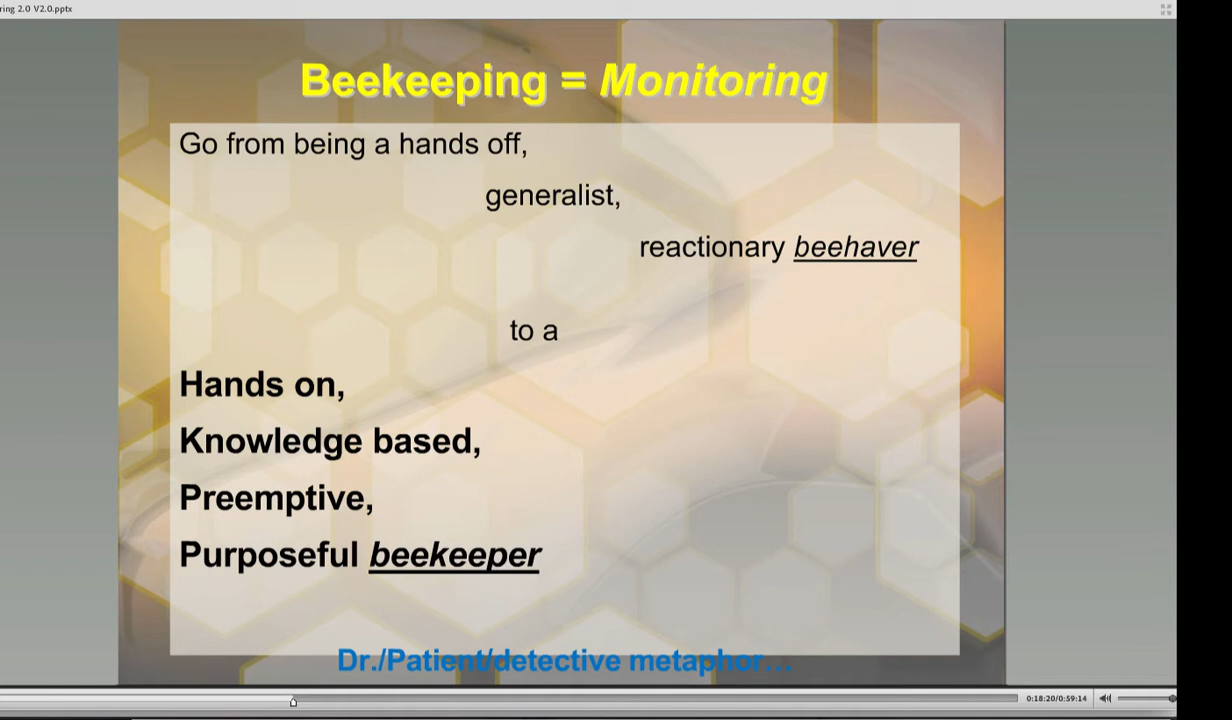 ring 2.0 V2.0.pptx
Beekeeping = Monitoring
Go from being a hands off,
generalist,
reactionary beehaver
to a
Hands on,
Knowledge based,
Preemptive,
Purposeful beekeeper
Dr./Patient/detective metaphor…
0:18:20/0:59:14